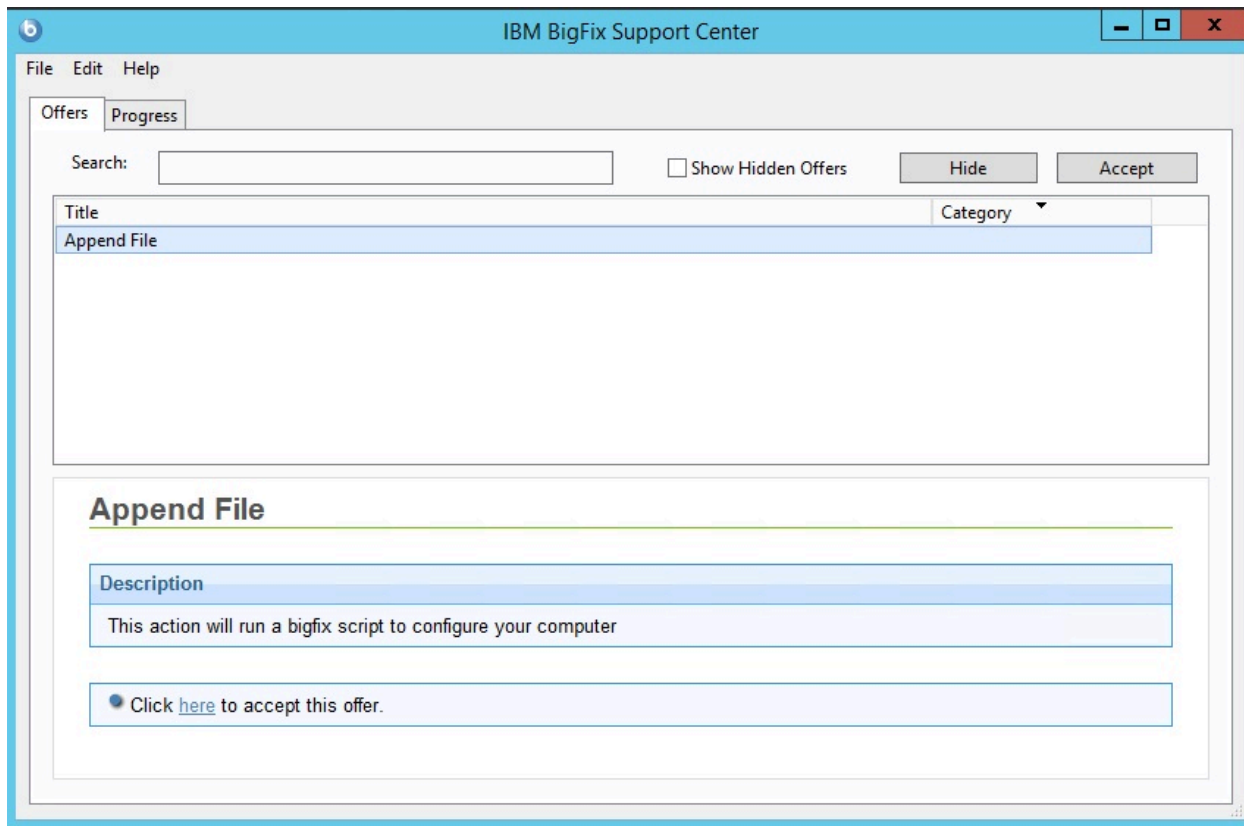 IBM BigFix Support Center
File Edit Help
Offers Progress
Search: Show Hidden Offers Hide Accept
Title Category
Append File
Append File
Description
This action will run a bigfix script to configure your computer
Click here to accept this offer.